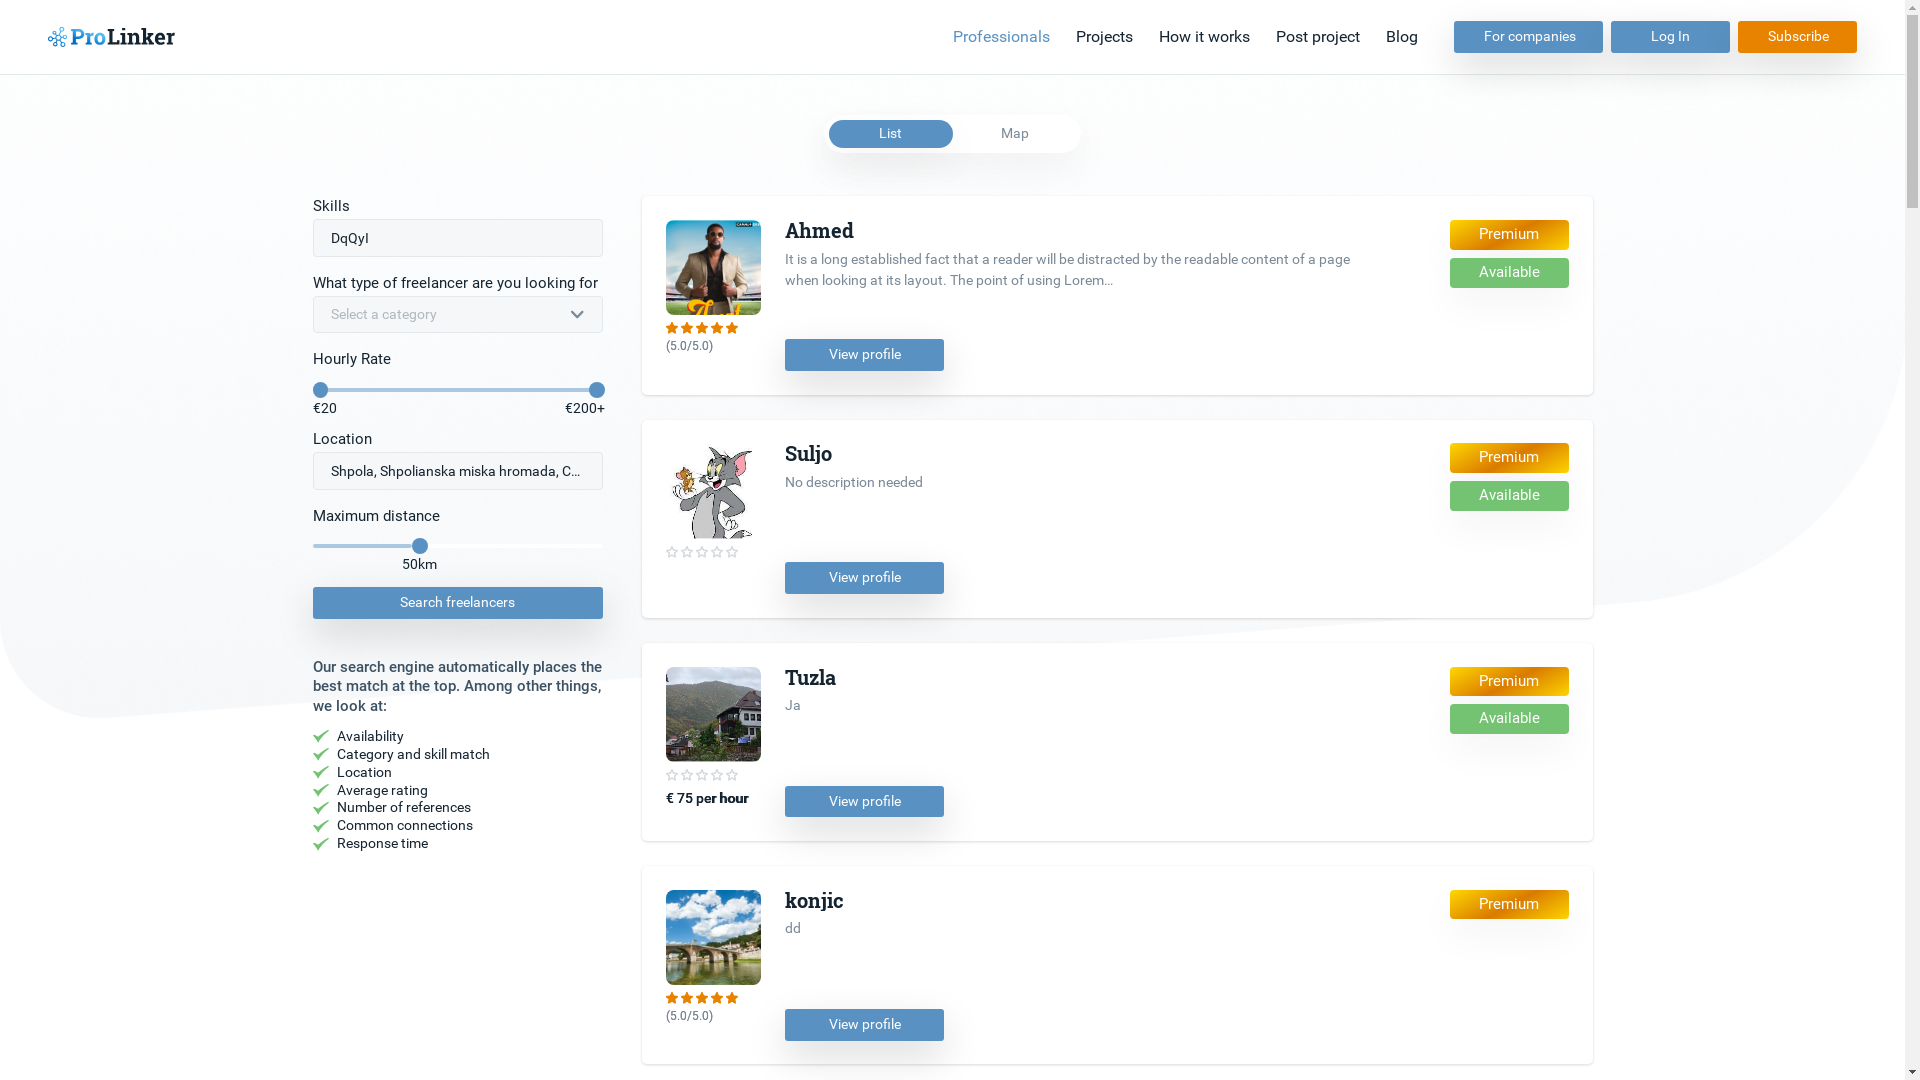 ProLinker
Professionals
Projects
How it works
Post project
Blog
For companies
Log In
Subscribe
List
Map
Skills
DqQyI
What type of freelancer are you looking for
Select a category
Hourly Rate
€20
€200+
Location
Shpola, Shpolianska miska hromada, C...
Maximum distance
50km
Search freelancers
Our search engine automatically places the
best match at the top. Among other things,
we look at:
Availability
Category and skill match
Location
Average rating
Number of references
Common connections
Response time
Ahmed
It is a long established fact that a reader will be distracted by the readable content of a page
when looking at its layout. The point of using Lorem...
Premium
Available
(5.0/5.0)
View profile
Suljo
No description needed
Premium
Available
View profile
Tuzla
Ja
Premium
Available
€ 75 per hour
View profile
konjic
dd
Premium
(5.0/5.0)
View profile